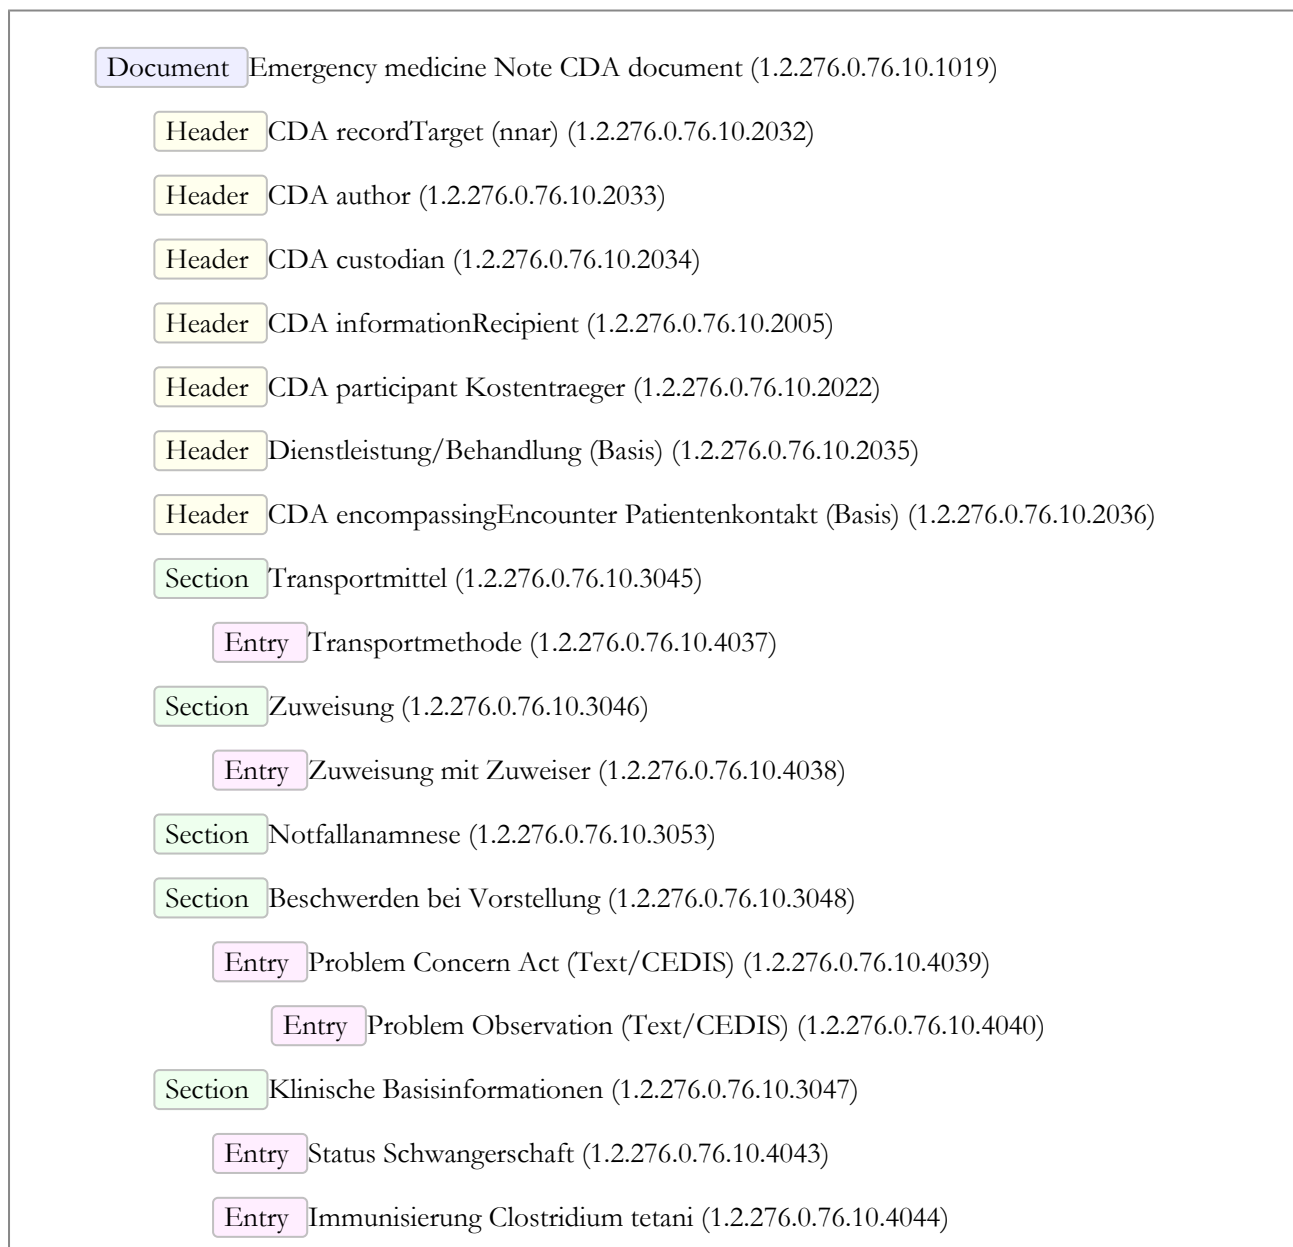 Document Emergency medicine Note CDA document (1.2.276.0.76.10.1019)
Header CDA recordTarget (nnar) (1.2.276.0.76.10.2032)
Header CDA author (1.2.276.0.76.10.2033)
Header CDA custodian (1.2.276.0.76.10.2034)
Header CDA informationRecipient (1.2.276.0.76.10.2005)
Header CDA participant Kostentraeger (1.2.276.0.76.10.2022)
Header Dienstleistung/Behandlung (Basis) (1.2.276.0.76.10.2035)
Header CDA encompassingEncounter Patientenkontakt (Basis) (1.2.276.0.76.10.2036)
Section Transportmittel (1.2.276.0.76.10.3045)
Entry Transportmethode (1.2.276.0.76.10.4037)
Section Zuweisung (1.2.276.0.76.10.3046)
Entry Zuweisung mit Zuweiser (1.2.276.0.76.10.4038)
Section Notfallanamnese (1.2.276.0.76.10.3053)
Section Beschwerden bei Vorstellung (1.2.276.0.76.10.3048)
Entry Problem Concern Act (Text/CEDIS) (1.2.276.0.76.10.4039)
Entry Problem Observation (Text/CEDIS) (1.2.276.0.76.10.4040)
Section Klinische Basisinformationen (1.2.276.0.76.10.3047)
Entry Status Schwangerschaft (1.2.276.0.76.10.4043)
Entry Immunisierung Clostridium tetani (1.2.276.0.76.10.4044)